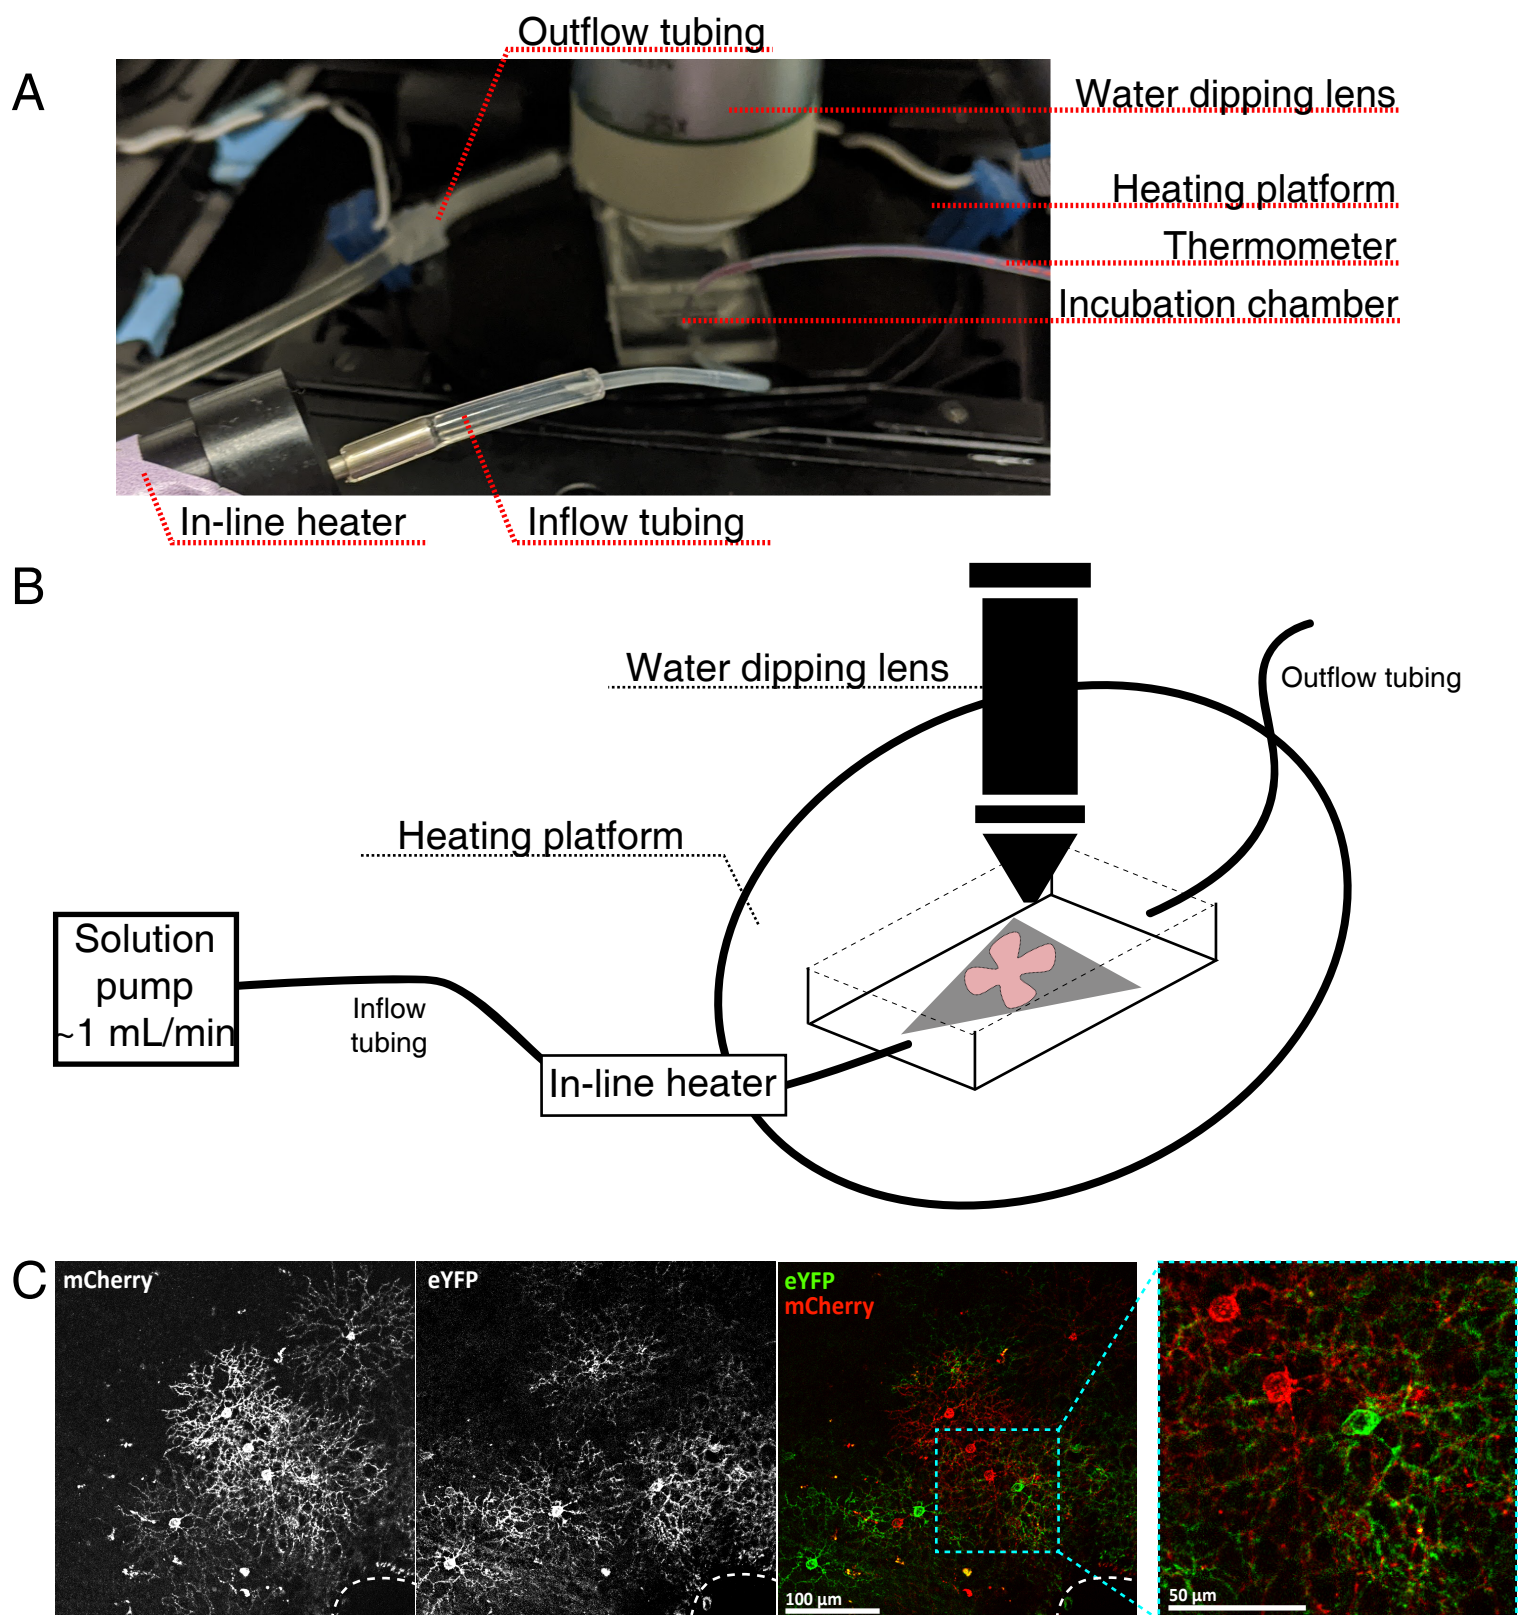 Outflow tubing
A
Water dipping lens
Heating platform
Thermometer
Incubation chamber
In-line heater
Inflow tubing
B
Water dipping lens
Outflow tubing
Heating platform
Solution
pump
~1 mL/min
Inflow
tubing
In-line heater
C
mCherry
eYFP
eYFP
mCherry
100 µm
50 µm